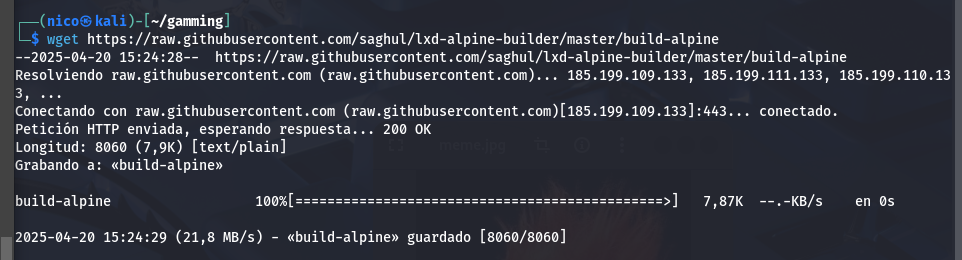 ┌──(nico㉿kali)-[~/gamming]
└─$ wget https://raw.githubusercontent.com/saghul/lxd-alpine-builder/master/build-alpine
--2025-04-20 15:24:28--  https://raw.githubusercontent.com/saghul/lxd-alpine-builder/master/build-alpine
Resolviendo raw.githubusercontent.com (raw.githubusercontent.com)... 185.199.109.133, 185.199.111.133, 185.199.110.13
3, ...
Conectando con raw.githubusercontent.com (raw.githubusercontent.com)[185.199.109.133]:443... conectado.
Petición HTTP enviada, esperando respuesta... 200 OK
Longitud: 8060 (7,9K) [text/plain]
meme.jpg
Grabando a: «build-alpine»
build-alpine 100%[==============================================>] 7,87K --.-KB/s en 0s
2025-04-20 15:24:29 (21,8 MB/s) - «build-alpine» guardado [8060/8060]